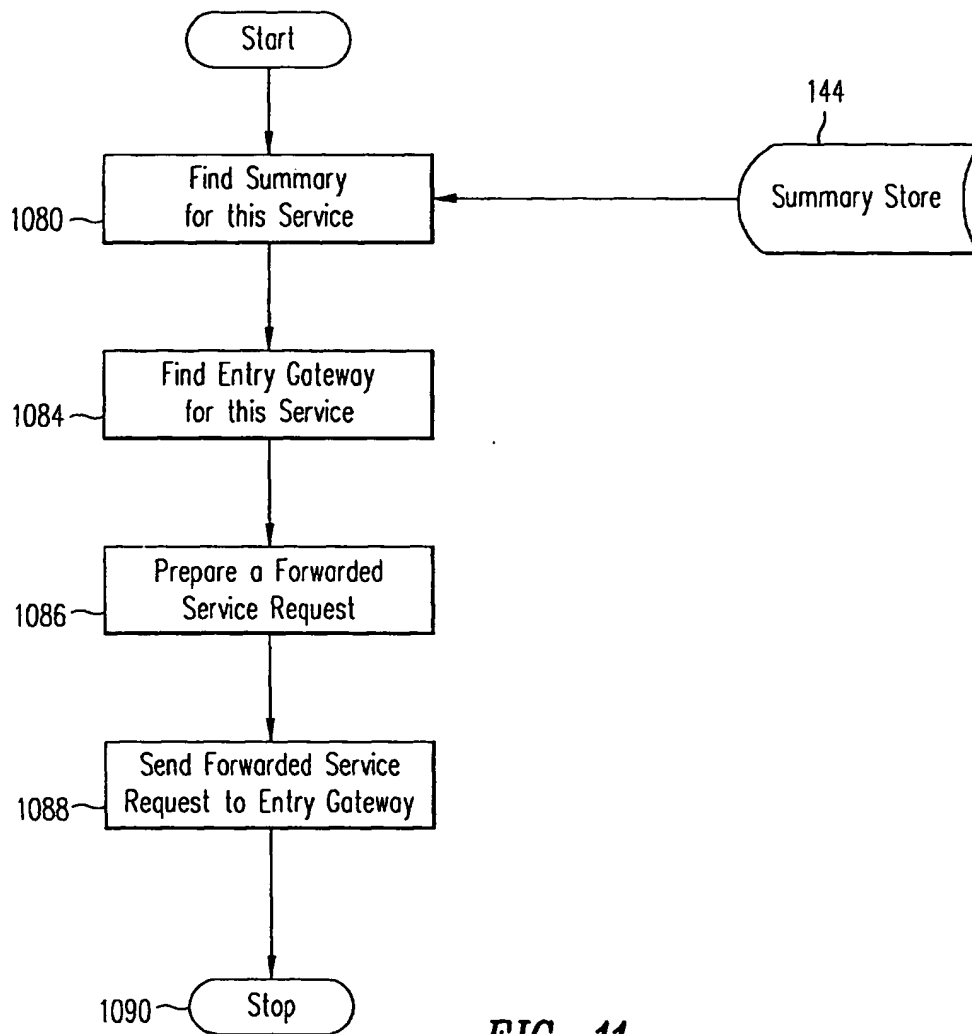 Start
144
Find Summary
for this Service
1080
Summary Store
Find Entry Gateway
for this Service
1084
Prepare a Forwarded
Service Request
1086
Send Forwarded Service
Request to Entry Gateway
1088
1090
Stop
FIG. 11